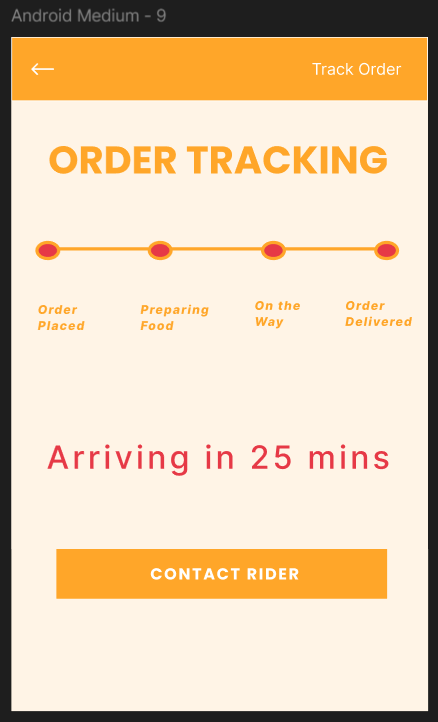 Android Medium - 9
Track Order
ORDER TRACKING
Order
Placed
Preparing
Food
On the
Way
Order
Delivered
Arriving in 25 mins
CONTACT RIDER